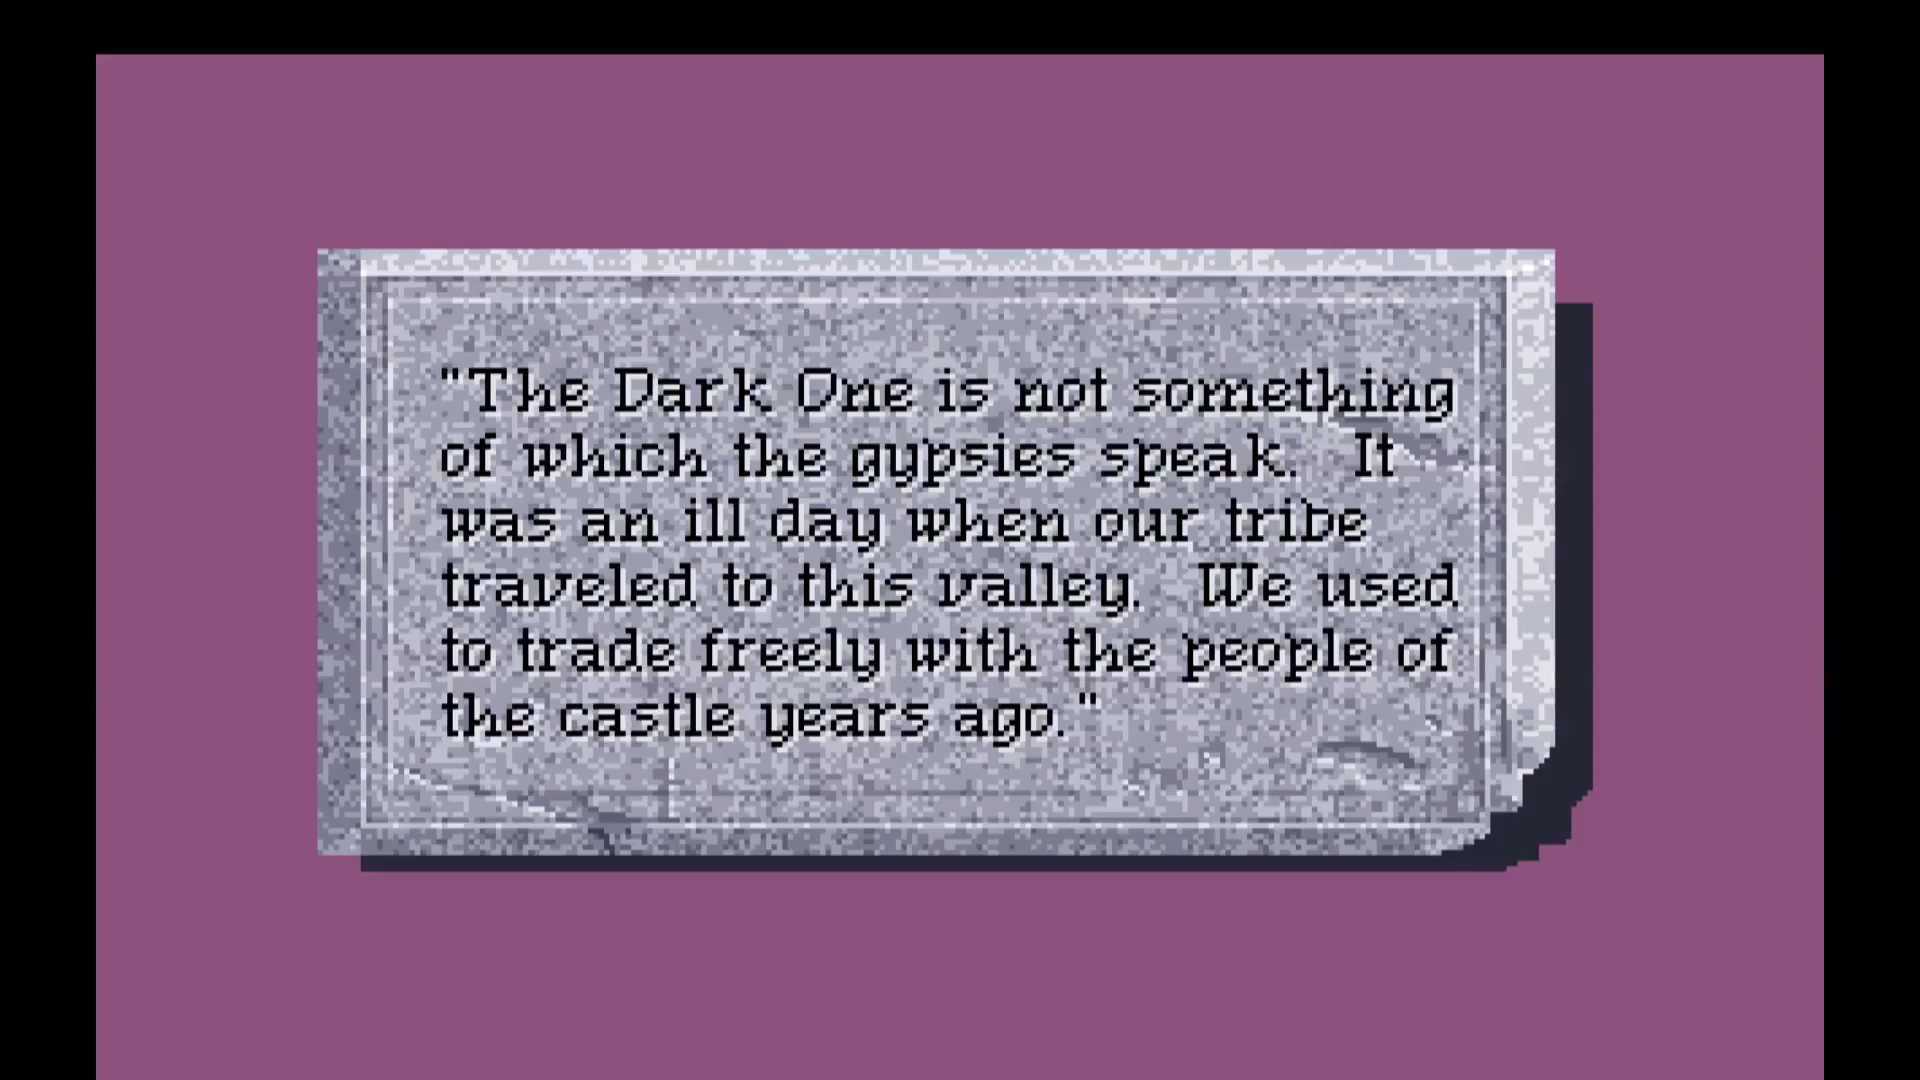 "The Dark One is not something
of which the gypsies speak.  It
was an ill day when our tribe
traveled to this valley.  We used
to trade freely with the people of
the castle years ago."